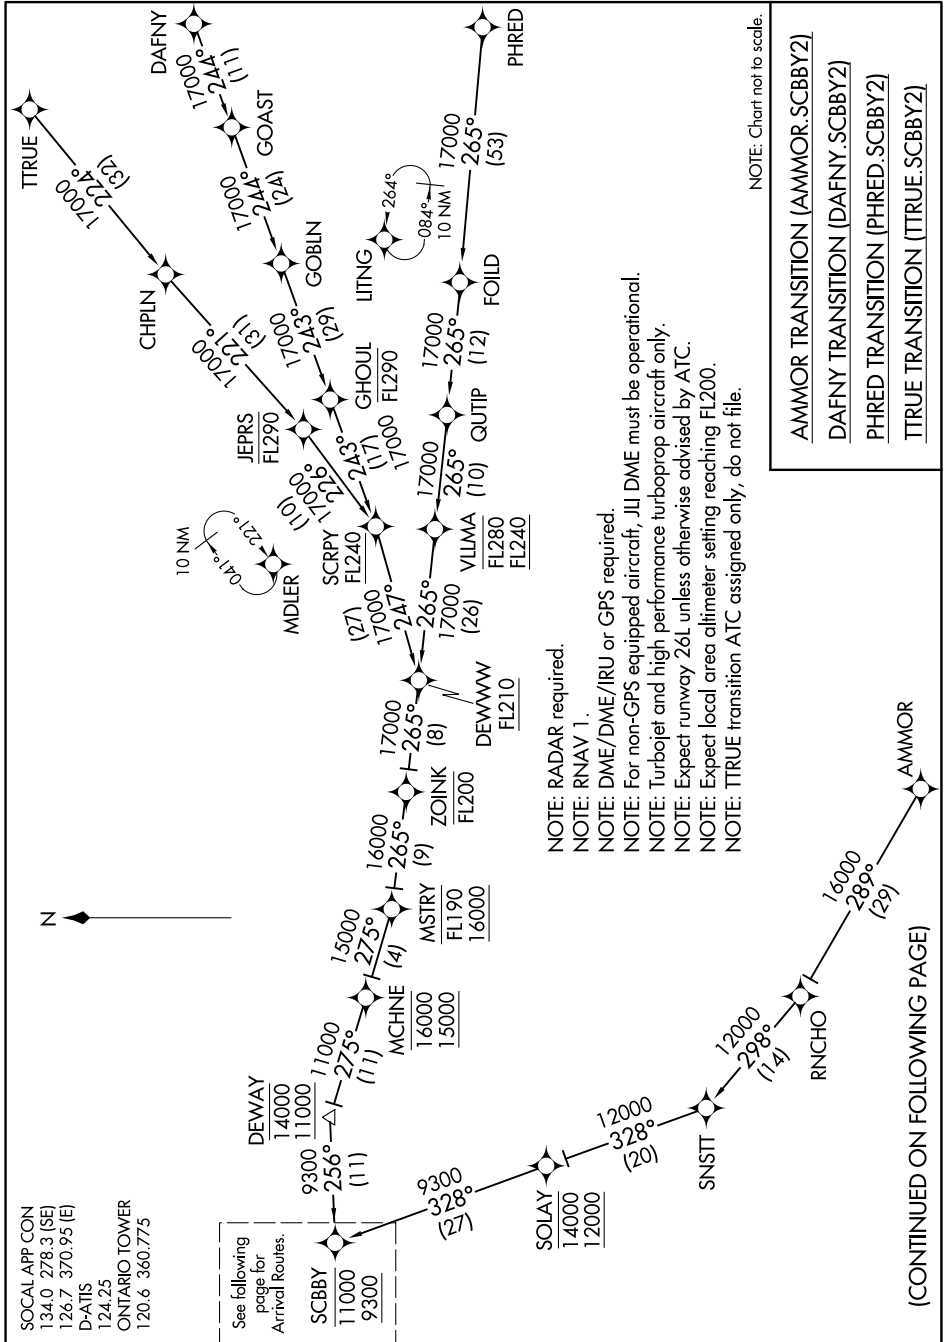 SOCAL APP CON
134.0 278.3 (SE)
126.7 370.95 (E)
D-ATIS
124.25
ONTARIO TOWER
120.6 360.775
N
TTRUE
17000
224°
(32)
CHPLN
17000
221°
(31)
JEPRS
FL290
17000
226°
(10)
DAFNY
17000
244°
(11)
GOAST
17000
244°
(24)
GOBLN
17000
243°
(29)
GHOUL
FL290
17000
243°
(17)
SCRPY
FL240
17000
247°
(27)
10 NM
041°
221°
MDLER
LITNG
264°
084°
10 NM
PHRED
17000
265°
(53)
FOILD
17000
265°
(12)
QUTIP
17000
265°
(10)
VLLMA
FL280
FL240
17000
265°
(26)
DEWWW
FL210
17000
265°
(8)
ZOINK
FL200
16000
265°
(9)
MSTRY
FL190
16000
15000
275°
(4)
MCHNE
16000
15000
11000
275°
(11)
DEWAY
14000
11000
9300
256°
(11)
See following
page for
Arrival Routes.
SCBBY
11000
9300
9300
328°
(27)
SOLAY
14000
12000
12000
328°
(20)
SNSTT
12000
298°
(14)
RNCHO
16000
289°
(29)
AMMOR
NOTE: RADAR required.
NOTE: RNAV 1.
NOTE: DME/DME/IRU or GPS required.
NOTE: For non-GPS equipped aircraft, JLI DME must be operational.
NOTE: Turbojet and high performance turboprop aircraft only.
NOTE: Expect runway 26L unless otherwise advised by ATC.
NOTE: Expect local area altimeter setting reaching FL200.
NOTE: TTRUE transition ATC assigned only, do not file.
NOTE: Chart not to scale.
AMMOR TRANSITION (AMMOR.SCBBY2)
DAFNY TRANSITION (DAFNY.SCBBY2)
PHRED TRANSITION (PHRED.SCBBY2)
TTRUE TRANSITION (TTRUE.SCBBY2)
(CONTINUED ON FOLLOWING PAGE)